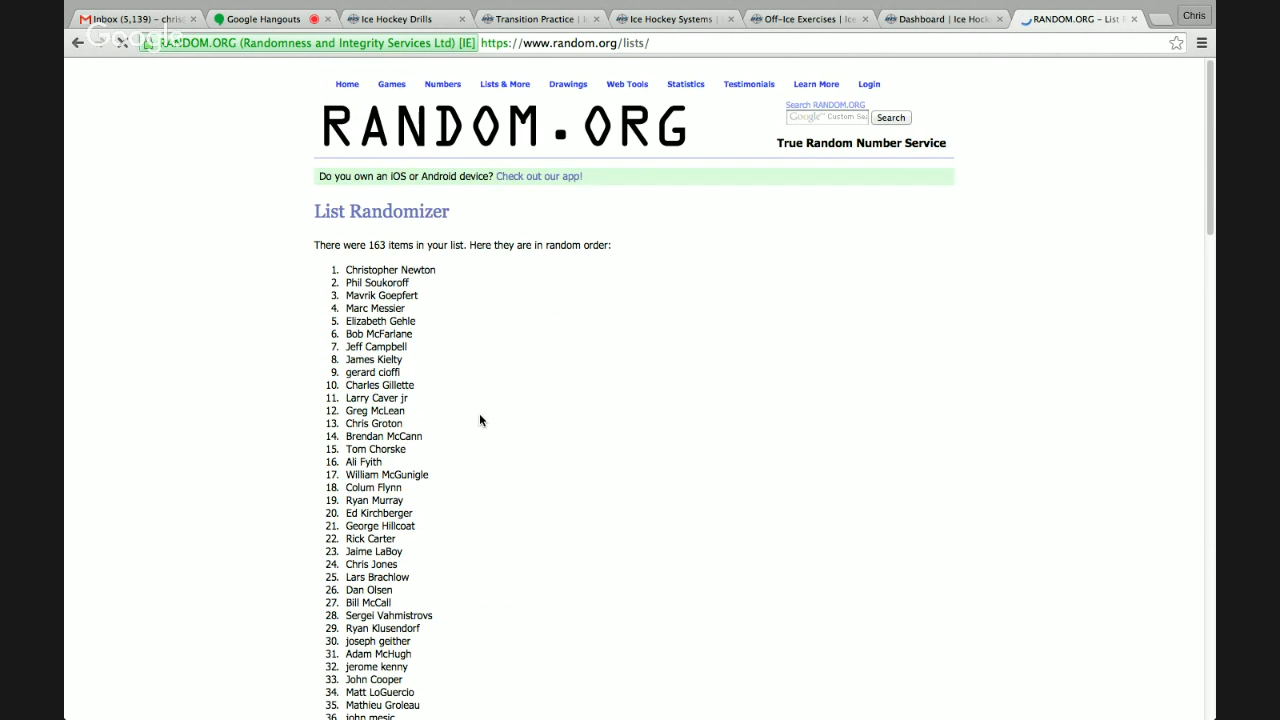 Inbox (5,139) – chris
Google Hangouts
Ice Hockey Drills
Transition Practice | I
Ice Hockey Systems |
Off-Ice Exercises | Ice
Dashboard | Ice Hock
RANDOM.ORG – List R
Chris
Google
RANDOM.ORG (Randomness and Integrity Services Ltd) [IE] https://www.random.org/lists/
Home Games Numbers Lists & More Drawings Web Tools Statistics Testimonials Learn More Login
RANDOM.ORG
Search RANDOM.ORG
Google Custom Sea
Search
True Random Number Service
Do you own an iOS or Android device? Check out our app!
List Randomizer
There were 163 items in your list. Here they are in random order:
1. Christopher Newton
2. Phil Soukoroff
3. Mavrik Goepfert
4. Marc Messier
5. Elizabeth Gehle
6. Bob McFarlane
7. Jeff Campbell
8. James Kielty
9. gerard cioffi
10. Charles Gillette
11. Larry Caver jr
12. Greg McLean
13. Chris Groton
14. Brendan McCann
15. Tom Chorske
16. Ali Fyith
17. William McGunigle
18. Colum Flynn
19. Ryan Murray
20. Ed Kirchberger
21. George Hillcoat
22. Rick Carter
23. Jaime LaBoy
24. Chris Jones
25. Lars Brachlow
26. Dan Olsen
27. Bill McCall
28. Sergei Vahmistrovs
29. Ryan Klusendorf
30. joseph geither
31. Adam McHugh
32. jerome kenny
33. John Cooper
34. Matt LoGuercio
35. Mathieu Groleau
36. john mesic